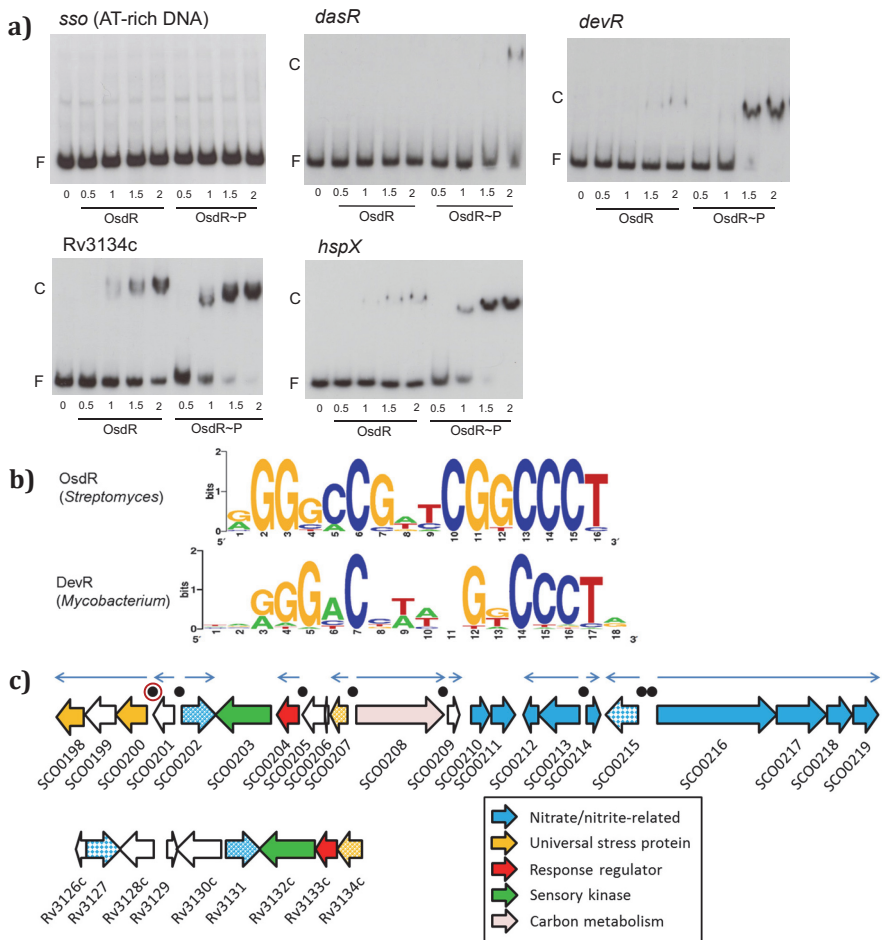 a)
sso (AT-rich DNA)
F
0 0.5 1 1.5 2 0.5 1 1.5 2
OsdR OsdR~P
dasR
C
F
0 0.5 1 1.5 2 0.5 1 1.5 2
OsdR OsdR~P
devR
C
F
0 0.5 1 1.5 2 0.5 1 1.5 2
OsdR OsdR~P
Rv3134c
C
F
0 0.5 1 1.5 2 0.5 1 1.5 2
OsdR OsdR~P
hspX
C
F
0 0.5 1 1.5 2 0.5 1 1.5 2
OsdR OsdR~P
b)
OsdR
(Streptomyces)
bits
2
1
0
GGGCCGATCGGCCCT
5′ 1 2 3 4 5 6 7 8 9 10 11 12 13 14 15 16 3′
DevR
(Mycobacterium)
bits
2
1
0
GGGAC TA GTCCCT
5′ 1 2 3 4 5 6 7 8 9 10 11 12 13 14 15 16 17 18 3′
c)
SCO0198 SCO0199 SCO0200 SCO0201 SCO0202 SCO0203 SCO0204 SCO0205 SCO0206 SCO0207 SCO0208 SCO0209 SCO0210 SCO0211 SCO0212 SCO0213 SCO0214 SCO0215 SCO0216 SCO0217 SCO0218 SCO0219
Rv3126c Rv3127 Rv3128c Rv3129 Rv3130c Rv3131 Rv3132c Rv3133c Rv3134c
Nitrate/nitrite-related
Universal stress protein
Response regulator
Sensory kinase
Carbon metabolism